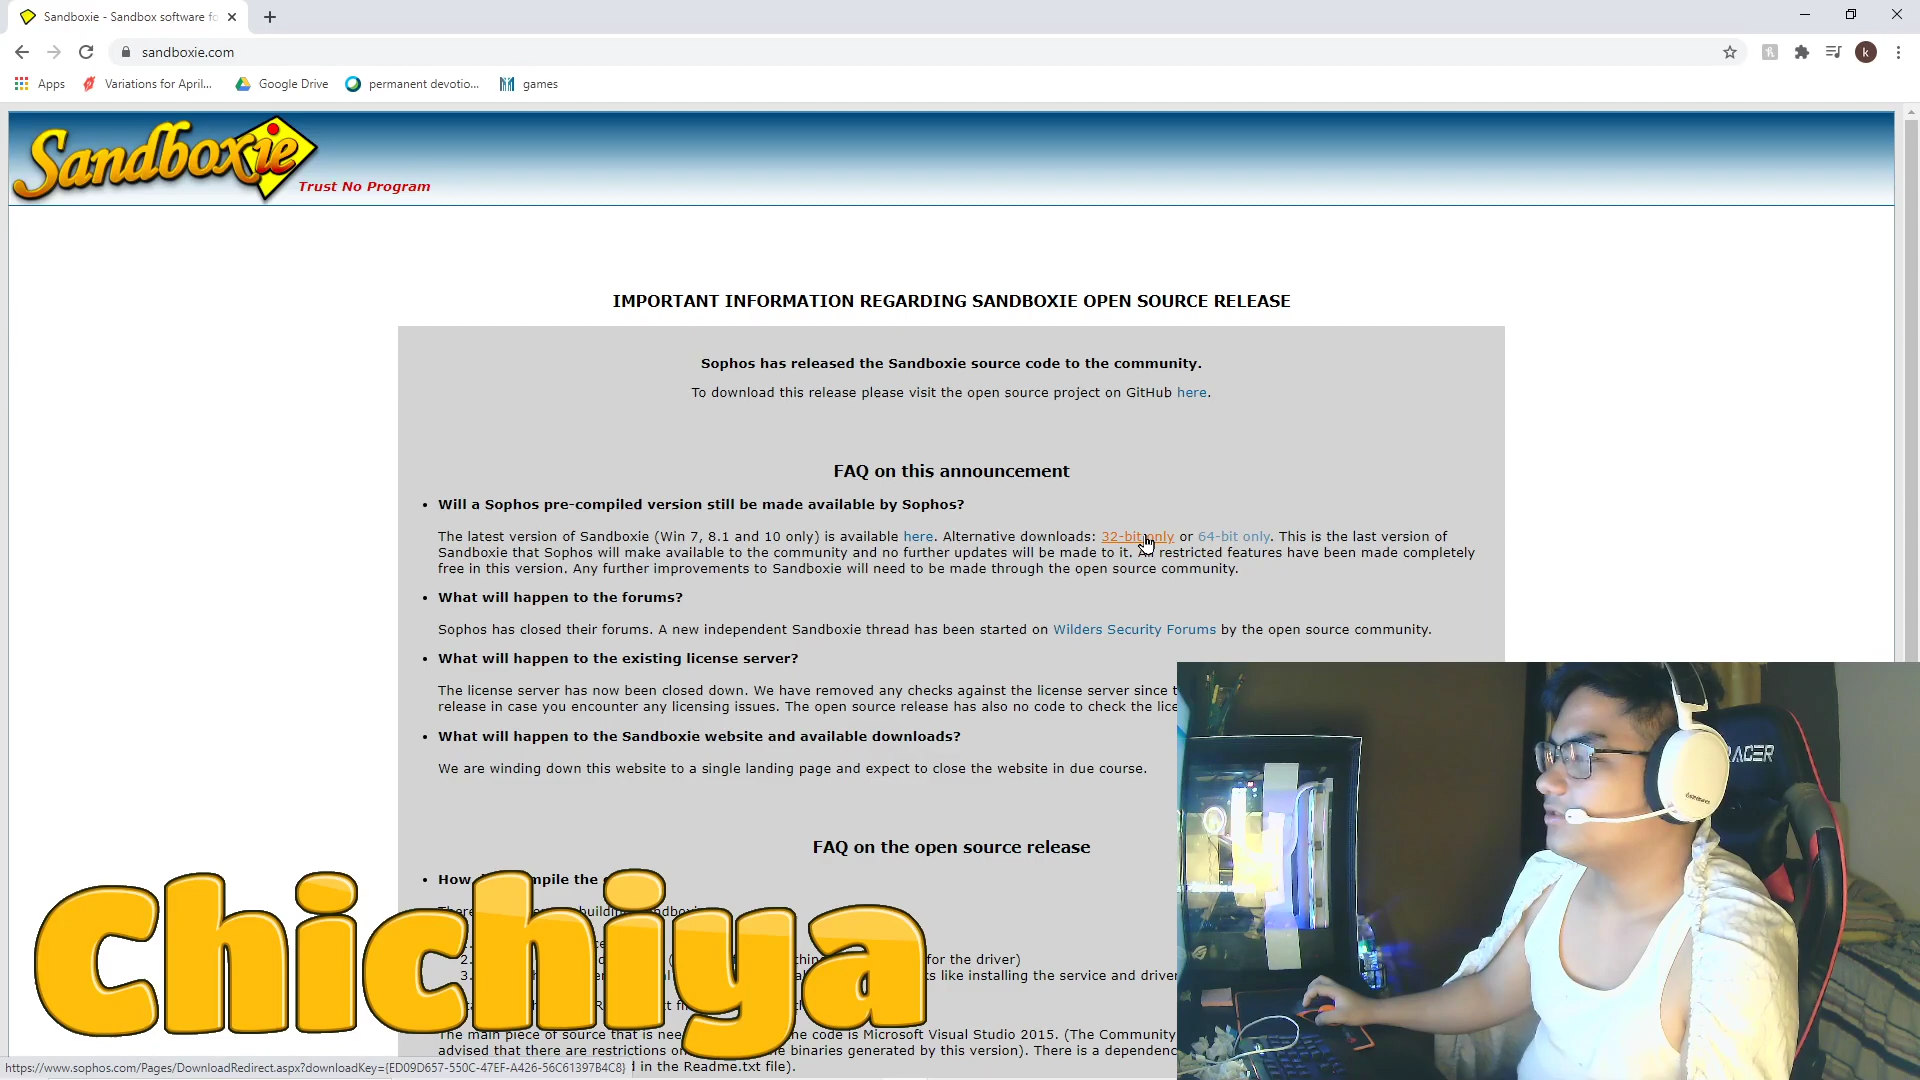 Sandboxie - Sandbox software fo
sandboxie.com
k
Apps
Variations for April...
Google Drive
permanent devotio...
games
Sandboxie
Trust No Program
IMPORTANT INFORMATION REGARDING SANDBOXIE OPEN SOURCE RELEASE
Sophos has released the Sandboxie source code to the community.
To download this release please visit the open source project on GitHub here.
FAQ on this announcement
• Will a Sophos pre-compiled version still be made available by Sophos?
The latest version of Sandboxie (Win 7, 8.1 and 10 only) is available here. Alternative downloads: 32-bit only or 64-bit only. This is the last version of
Sandboxie that Sophos will make available to the community and no further updates will be made to it. All restricted features have been made completely
free in this version. Any further improvements to Sandboxie will need to be made through the open source community.
• What will happen to the forums?
Sophos has closed their forums. A new independent Sandboxie thread has been started on Wilders Security Forums by the open source community.
• What will happen to the existing license server?
The license server has now been closed down. We have removed any checks against the license server since t
release in case you encounter any licensing issues. The open source release has also no code to check the lice
• What will happen to the Sandboxie website and available downloads?
We are winding down this website to a single landing page and expect to close the website in due course.
FAQ on the open source release
• How mpile the
for the driver)
ks like installing the service and driver
The main piece of source that is nee e code is Microsoft Visual Studio 2015. (The Community
advised that there are restrictions on binaries generated by this version). There is a dependenc
d in the Readme.txt file).
Chichiya
https://www.sophos.com/Pages/DownloadRedirect.aspx?downloadKey={ED09D657-550C-47EF-A426-56C61397B4C8}
RACER